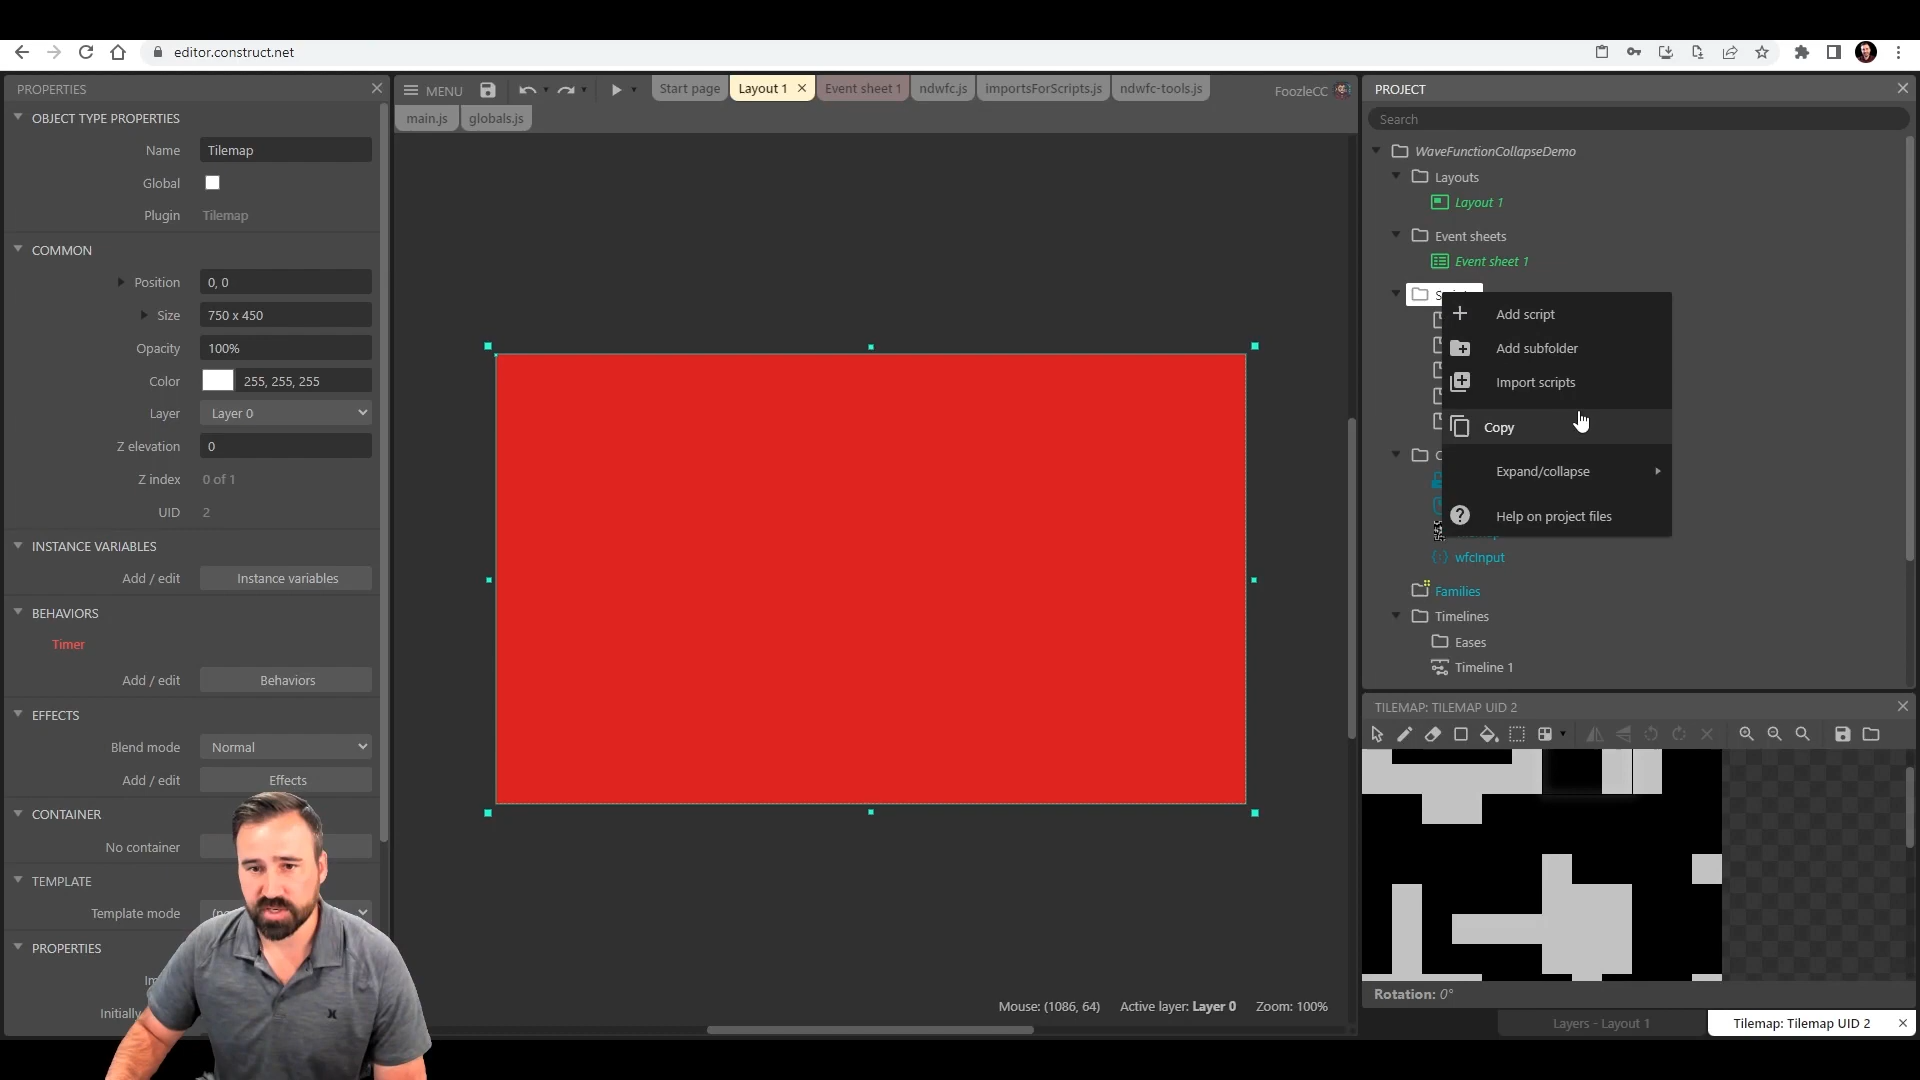 editor.construct.net
PROPERTIES
OBJECT TYPE PROPERTIES
Name Tilemap
Global
Plugin Tilemap
COMMON
Position 0, 0
Size 750 x 450
Opacity 100%
Color 255, 255, 255
Layer Layer 0
Z elevation 0
Z index 0 of 1
UID 2
INSTANCE VARIABLES
Add / edit Instance variables
BEHAVIORS
Timer
Add / edit Behaviors
EFFECTS
Blend mode Normal
Add / edit Effects
CONTAINER
No container
TEMPLATE
Template mode
PROPERTIES
Initially
MENU
Start page
Layout 1
Event sheet 1
ndwfc.js
importsForScripts.js
ndwfc-tools.js
FoozleCC
main.js
globals.js
Mouse: (1086, 64) Active layer: Layer 0 Zoom: 100%
PROJECT
Search
WaveFunctionCollapseDemo
Layouts
Layout 1
Event sheets
Event sheet 1
Add script
Add subfolder
Import scripts
Copy
Expand/collapse
Help on project files
wfcInput
Families
Timelines
Eases
Timeline 1
TILEMAP: TILEMAP UID 2
Rotation: 0°
Layers - Layout 1
Tilemap: Tilemap UID 2